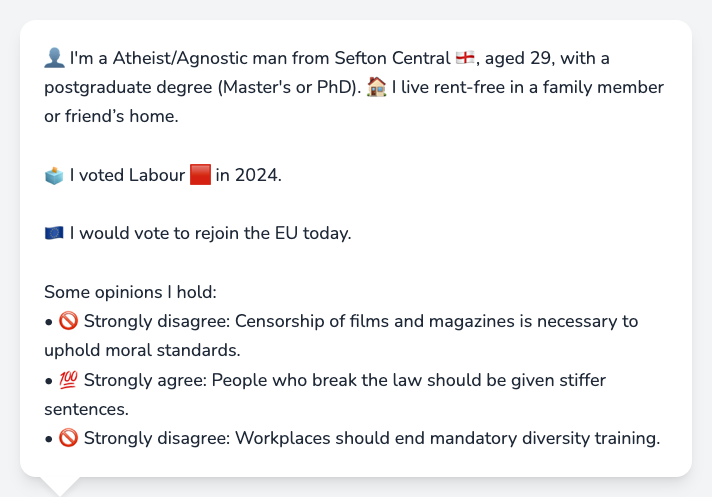 👤 I'm a Atheist/Agnostic man from Sefton Central 🏴󠁧󠁢󠁥󠁮󠁧󠁿, aged 29, with a
postgraduate degree (Master's or PhD). 🏠 I live rent-free in a family member
or friend’s home.
🗳️ I voted Labour 🟥 in 2024.
🇪🇺 I would vote to rejoin the EU today.
Some opinions I hold:
• 🚫 Strongly disagree: Censorship of films and magazines is necessary to
uphold moral standards.
• 💯 Strongly agree: People who break the law should be given stiffer
sentences.
• 🚫 Strongly disagree: Workplaces should end mandatory diversity training.